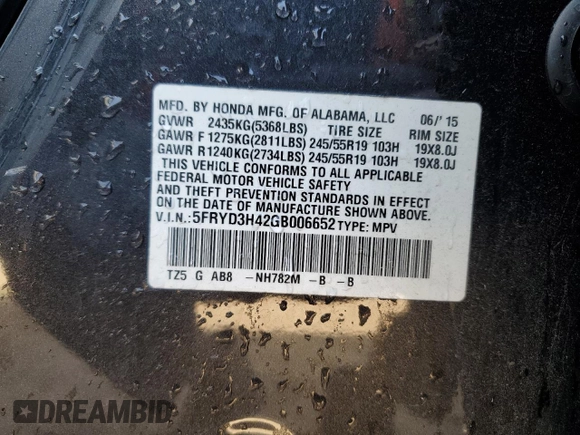 MFD. BY HONDA MFG. OF ALABAMA, LLC 06/'15
GVWR 2435KG(5368LBS) TIRE SIZE RIM SIZE
GAWR F 1275KG(2811LBS) 245/55R19 103H 19X8.0J
GAWR R1240KG(2734LBS) 245/55R19 103H 19X8.0J
THIS VEHICLE CONFORMS TO ALL APPLICABLE
FEDERAL MOTOR VEHICLE SAFETY
AND THEFT PREVENTION STANDARDS IN EFFECT
ON THE DATE OF MANUFACTURE SHOWN ABOVE.
V.I.N.:5FRYD3H42GB006652 TYPE: MPV
TZ5 G AB8 -NH782M -B -B
DREAMBID